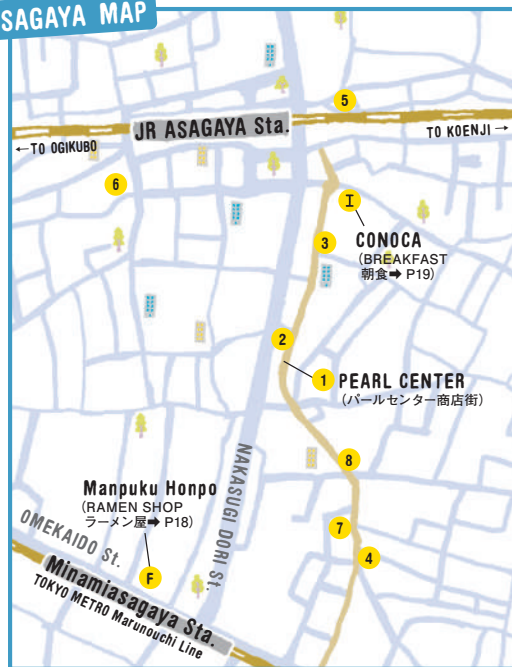 SAGAYA MAP
5
JR ASAGAYA Sta.
←TO OGIKUBO
TO KOENJI →
6
I
3
CONOCA
(BREAKFAST
朝食➡ P19)
2
1
PEARL CENTER
(パールセンター商店街)
8
NAKASUGI DORI St.
Manpuku Honpo
(RAMEN SHOP
ラーメン屋➡ P18)
OMEKAIDO St.
7
F
4
Minamiasagaya Sta.
TOKYO METRO Marunouchi Line